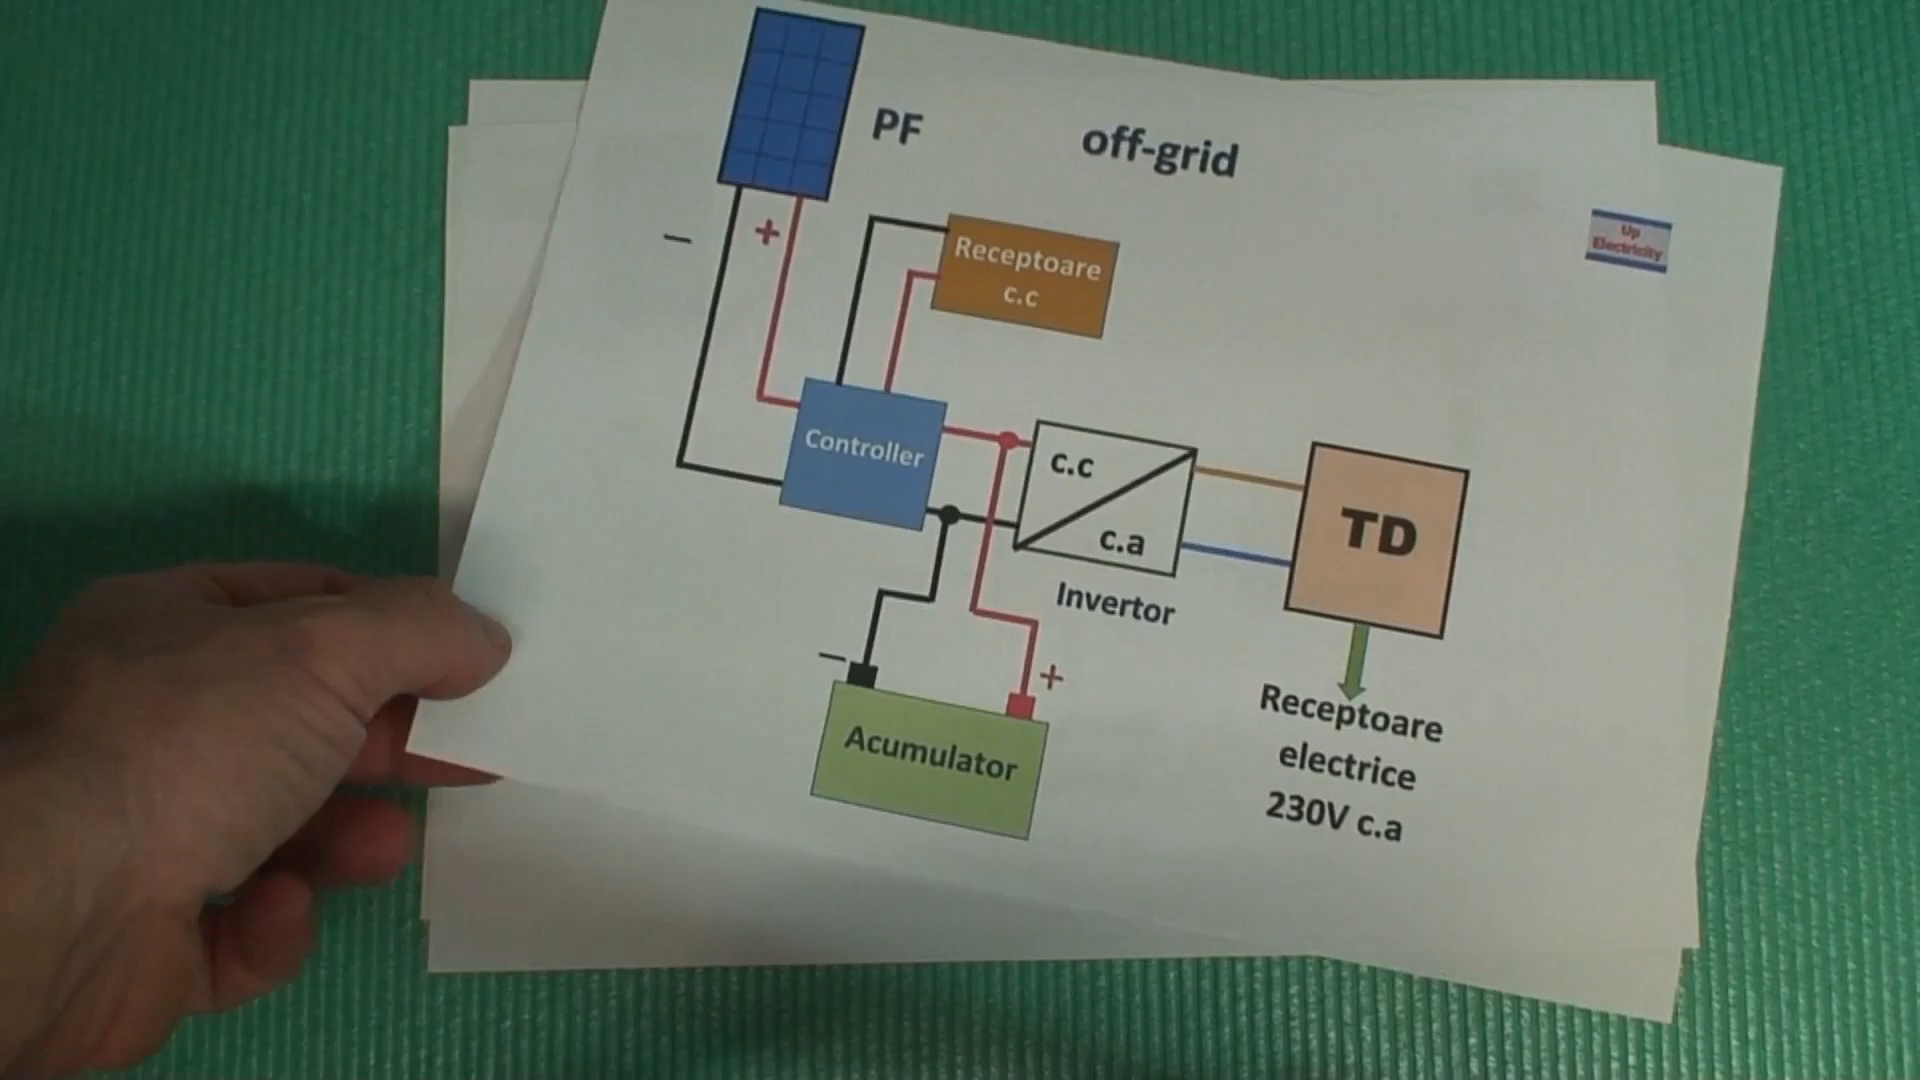 PF
off-grid
Up
Electricity
–
+
Receptoare
c.c
Controller
c.c
c.a
Invertor
TD
–
+
Acumulator
Receptoare
electrice
230V c.a